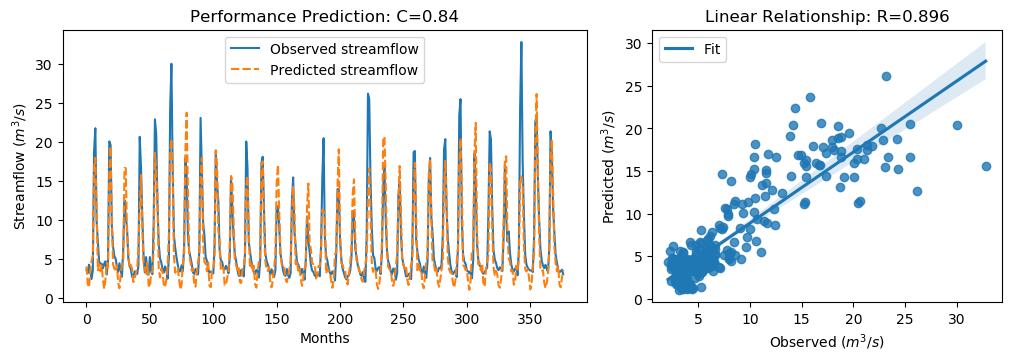 Performance Prediction: C=0.84
Observed streamflow
Predicted streamflow
Streamflow (m³/s)
30
25
20
15
10
5
0
0 50 100 150 200 250 300 350
Months
Linear Relationship: R=0.896
Fit
Predicted (m³/s)
30
25
20
15
10
5
0
5 10 15 20 25 30
Observed (m³/s)